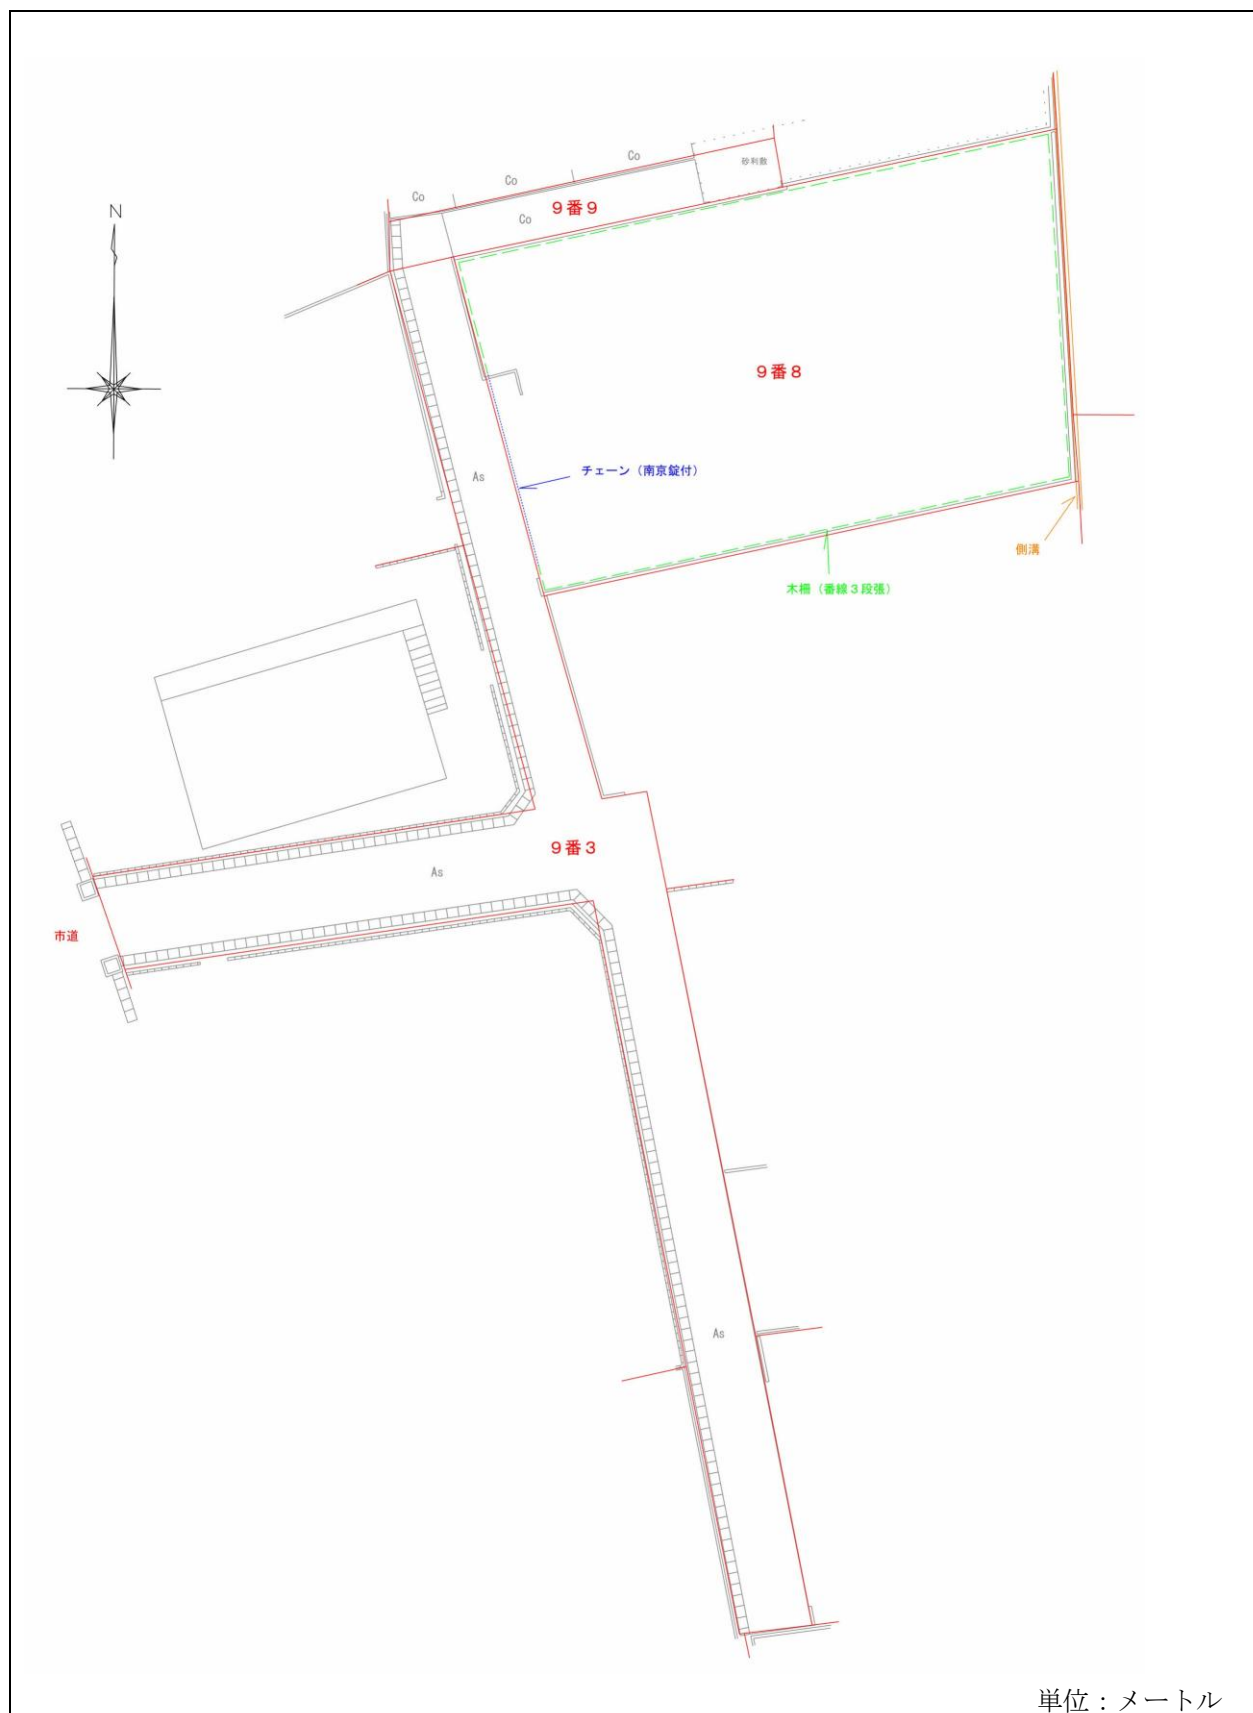 Co
砂利敷
Co
Co
N
9番9
Co
9番8
チェーン（南京錠付）
As
側溝
木柵（番線3段張）
9番3
As
市道
As
単位：メートル